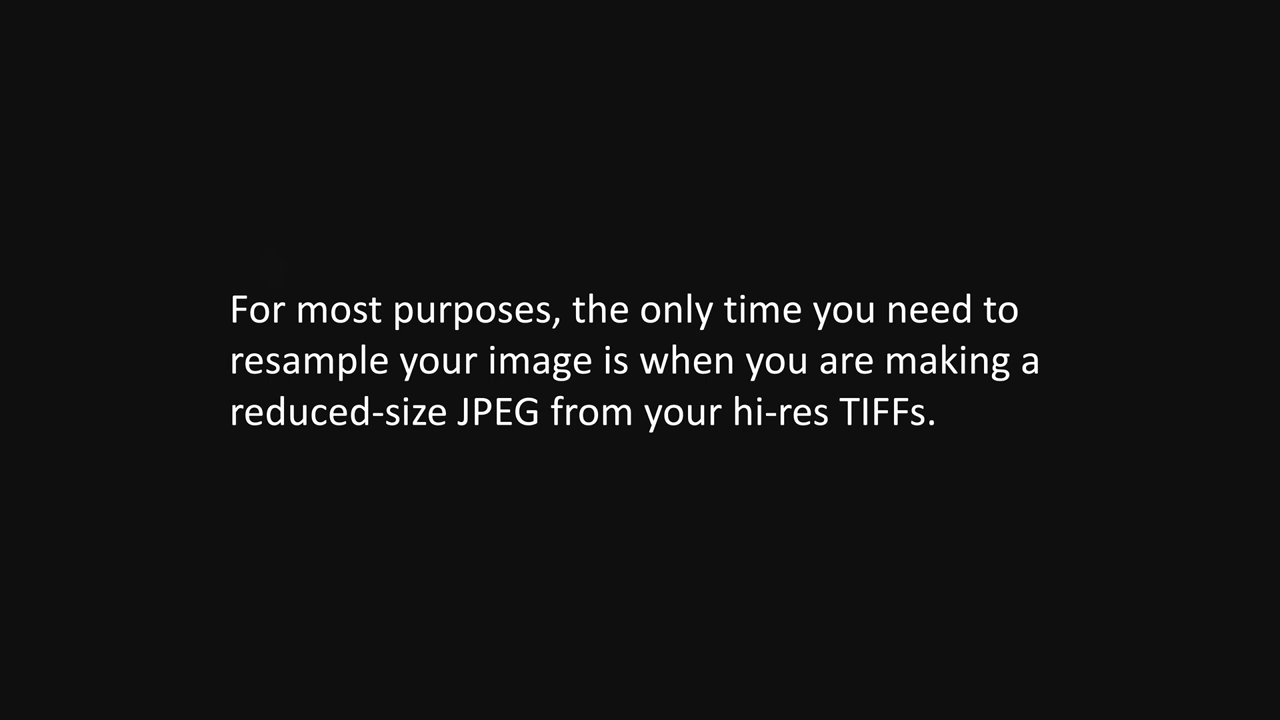 For most purposes, the only time you need to
resample your image is when you are making a
reduced-size JPEG from your hi-res TIFFs.